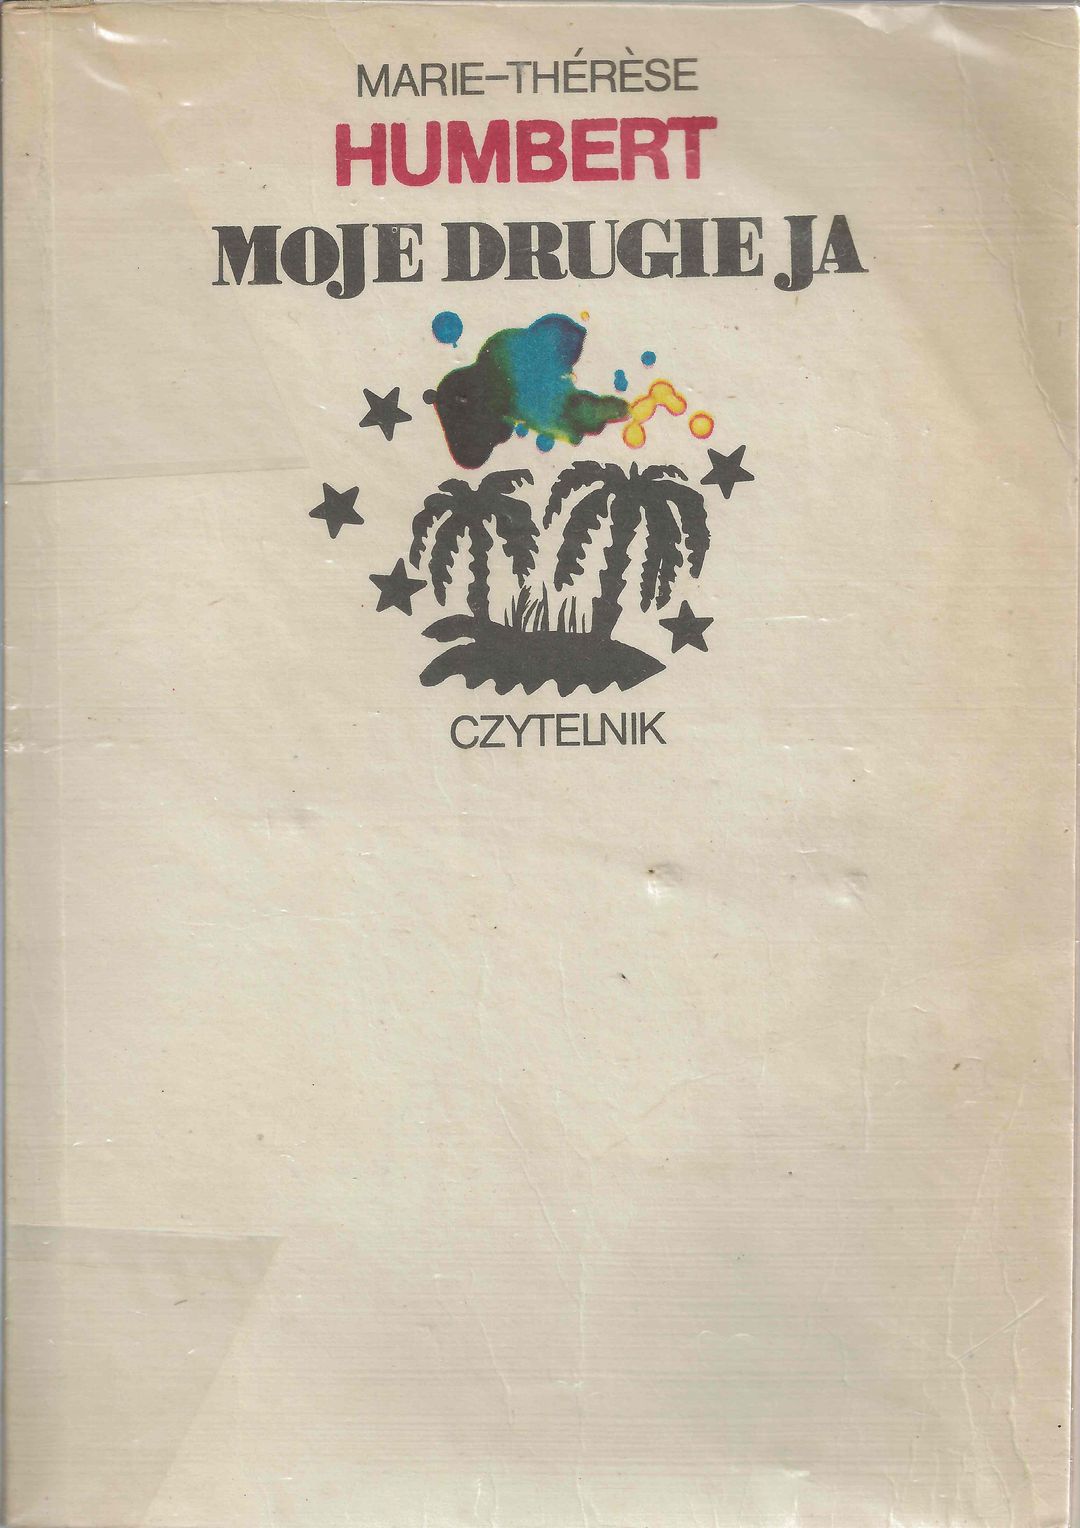 MARIE-THÉRÈSE
HUMBERT
MOJE DRUGIE JA
CZYTELNIK